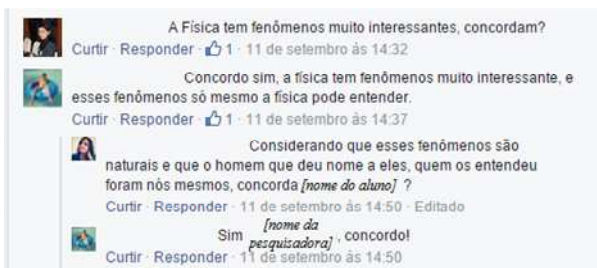 A Física tem fenômenos muito interessantes, concordam?
Curtir · Responder · 1 · 11 de setembro às 14:32
Concordo sim, a física tem fenômenos muito interessante, e
esses fenômenos só mesmo a física pode entender.
Curtir · Responder · 1 · 11 de setembro às 14:37
Considerando que esses fenômenos são
naturais e que o homem que deu nome a eles, quem os entendeu
foram nós mesmos, concorda [nome do aluno] ?
Curtir · Responder · 11 de setembro às 14:50 · Editado
Sim [nome da pesquisadora] , concordo!
Curtir · Responder · 11 de setembro às 14:50